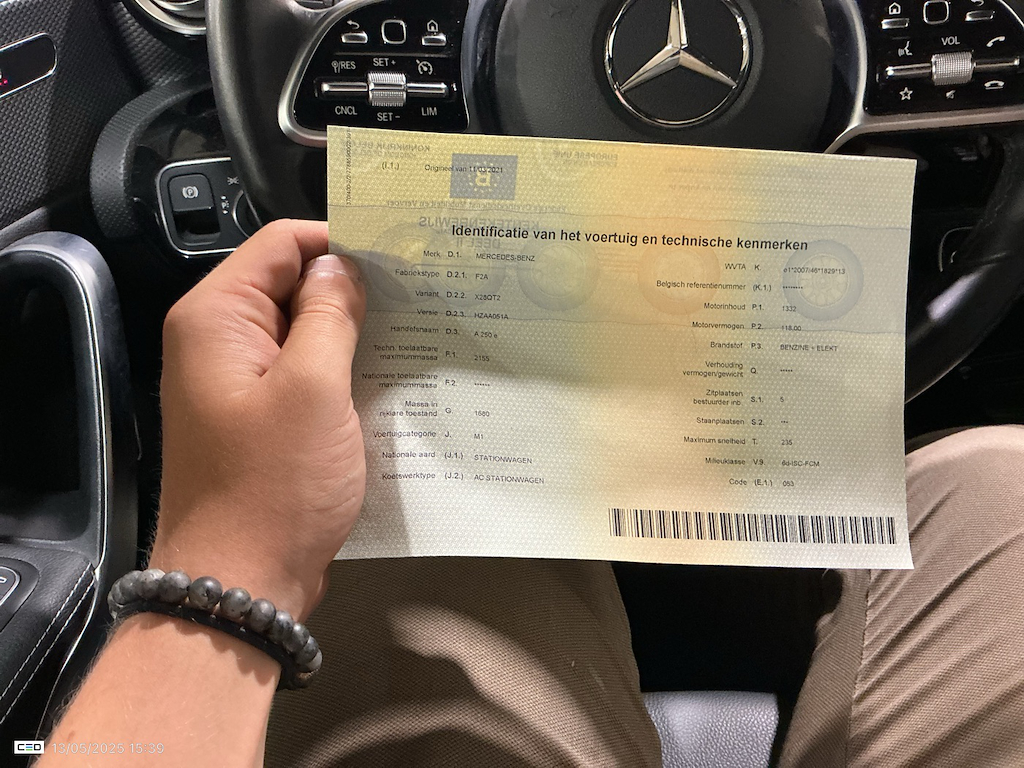 RES
SET +
CNCL
SET -
LIM
VOL
(I.1.) Origineel van 11/03/2021
Identificatie van het voertuig en technische kenmerken
Merk D.1. MERCEDES-BENZ
Fabriekstype D.2.1. F2A
Variant D.2.2. X28QT2
Versie D.2.3. HZAA051A
Handelsnaam D.3. A 250 e
Techn. toelaatbare
maximummassa F.1. 2155
Nationale toelaatbare
maximummassa F.2. ******
Massa in
rijklare toestand G. 1680
Voertuigcategorie J. M1
Nationale aard (J.1.) STATIONWAGEN
Koetswerktype (J.2.) AC STATIONWAGEN
WVTA K e1*2007/46*1829*13
Belgisch referentienummer (K.1.) ********
Motorinhoud P.1. 1332
Motorvermogen P.2. 118,00
Brandstof P.3. BENZINE + ELEKT
Verhouding
vermogen/gewicht Q. *****
Zitplaatsen
bestuurder inb. S.1. 5
Staanplaatsen S.2. ***
Maximum snelheid T. 235
Milieuklasse V.9. 6d-ISC-FCM
Code (E.1.) 053
CEO 13/05/2025 15:39